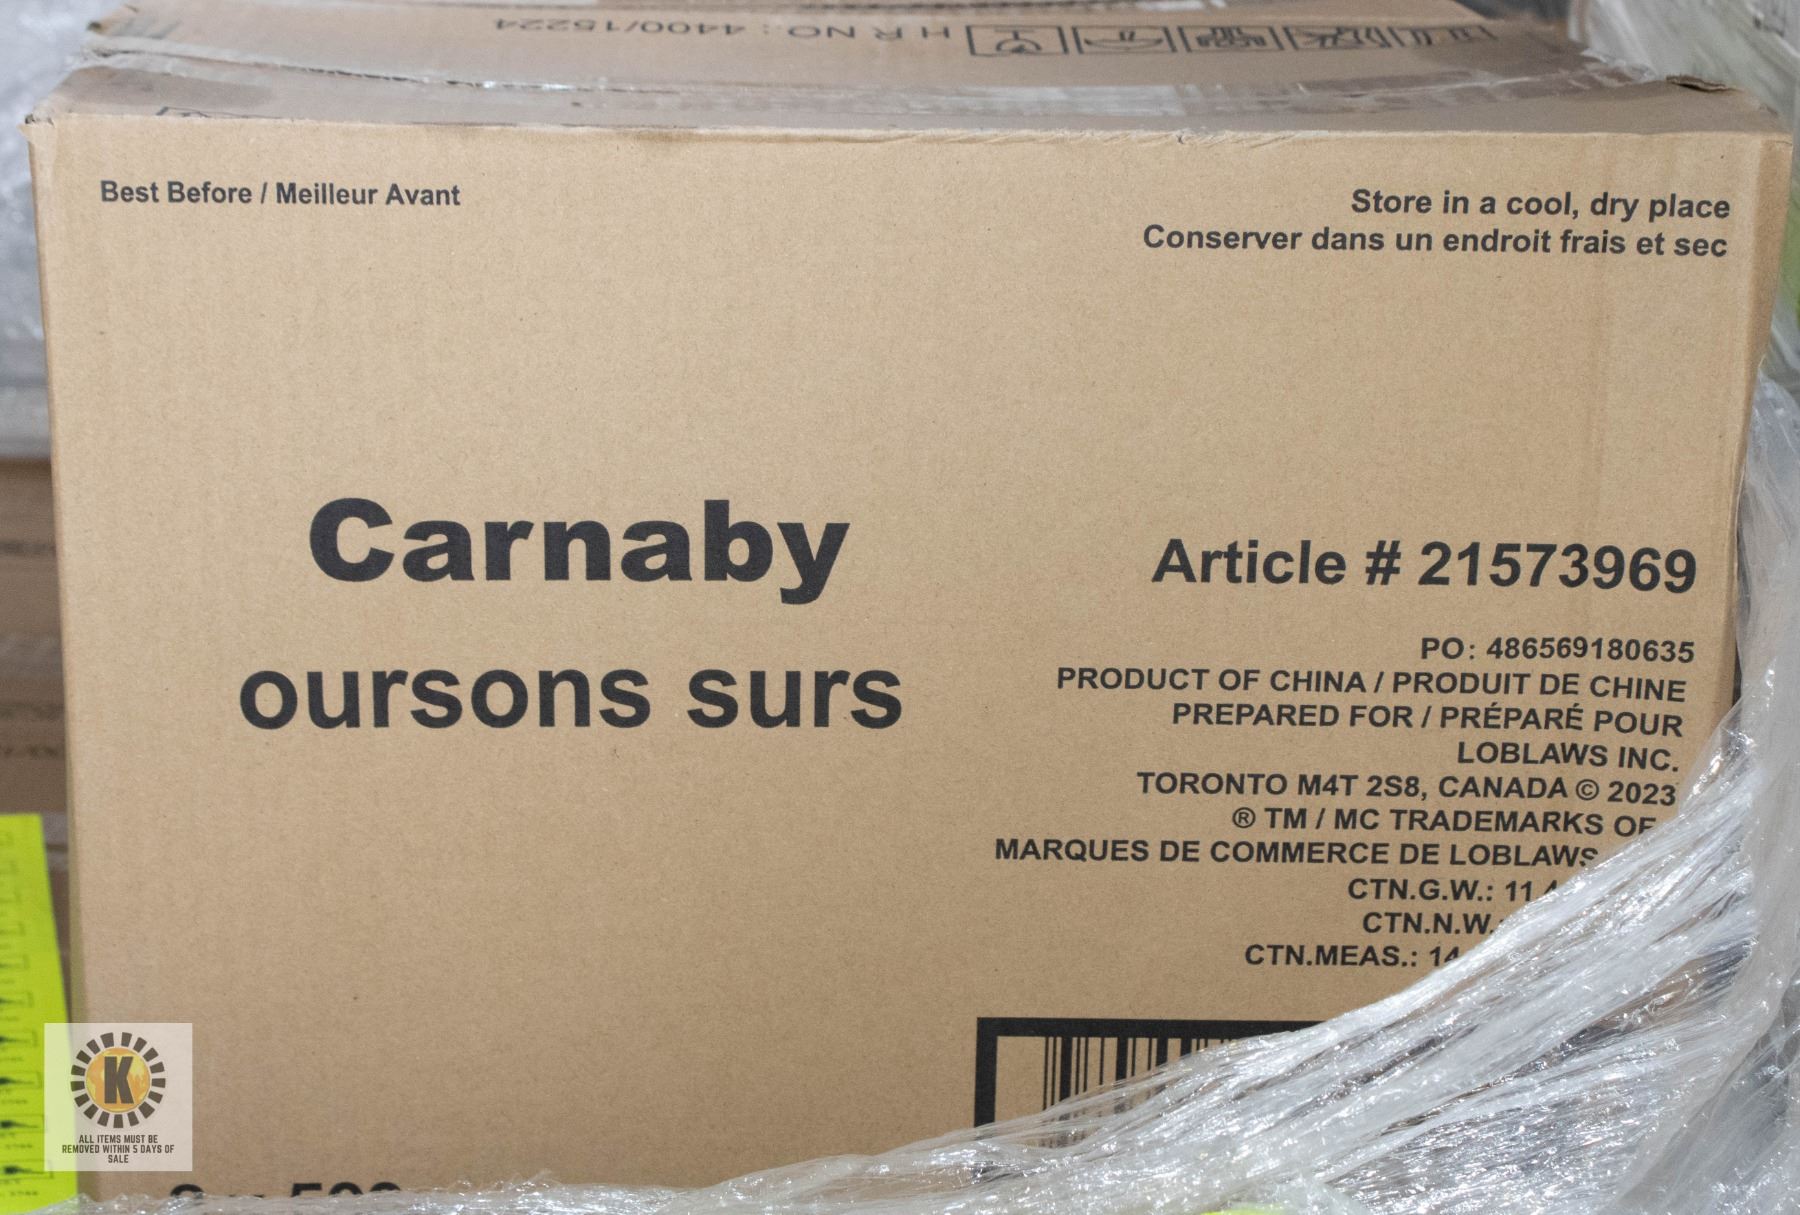 H R NO : 4400/15224
Best Before / Meilleur Avant
Store in a cool, dry place
Conserver dans un endroit frais et sec
Carnaby
oursons surs
Article # 21573969
PO: 486569180635
PRODUCT OF CHINA / PRODUIT DE CHINE
PREPARED FOR / PRÉPARÉ POUR
LOBLAWS INC.
TORONTO M4T 2S8, CANADA © 2023
® TM / MC TRADEMARKS OF
MARQUES DE COMMERCE DE LOBLAWS
CTN.G.W.: 11
CTN.N.W.:
CTN.MEAS.: 14
K
ALL ITEMS MUST BE
REMOVED WITHIN 5 DAYS OF
SALE